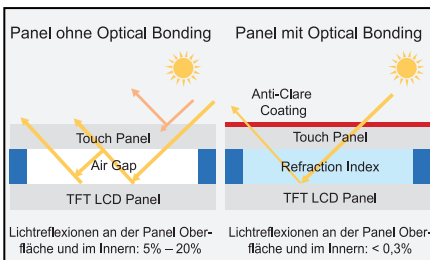 Panel ohne Optical Bonding
Touch Panel
Air Gap
TFT LCD Panel
Lichtreflexionen an der Panel Ober-
fläche und im Innern: 5% – 20%
Panel mit Optical Bonding
Anti-Clare
Coating
Touch Panel
Refraction Index
TFT LCD Panel
Lichtreflexionen an der Panel Ober-
fläche und im Innern: < 0,3%